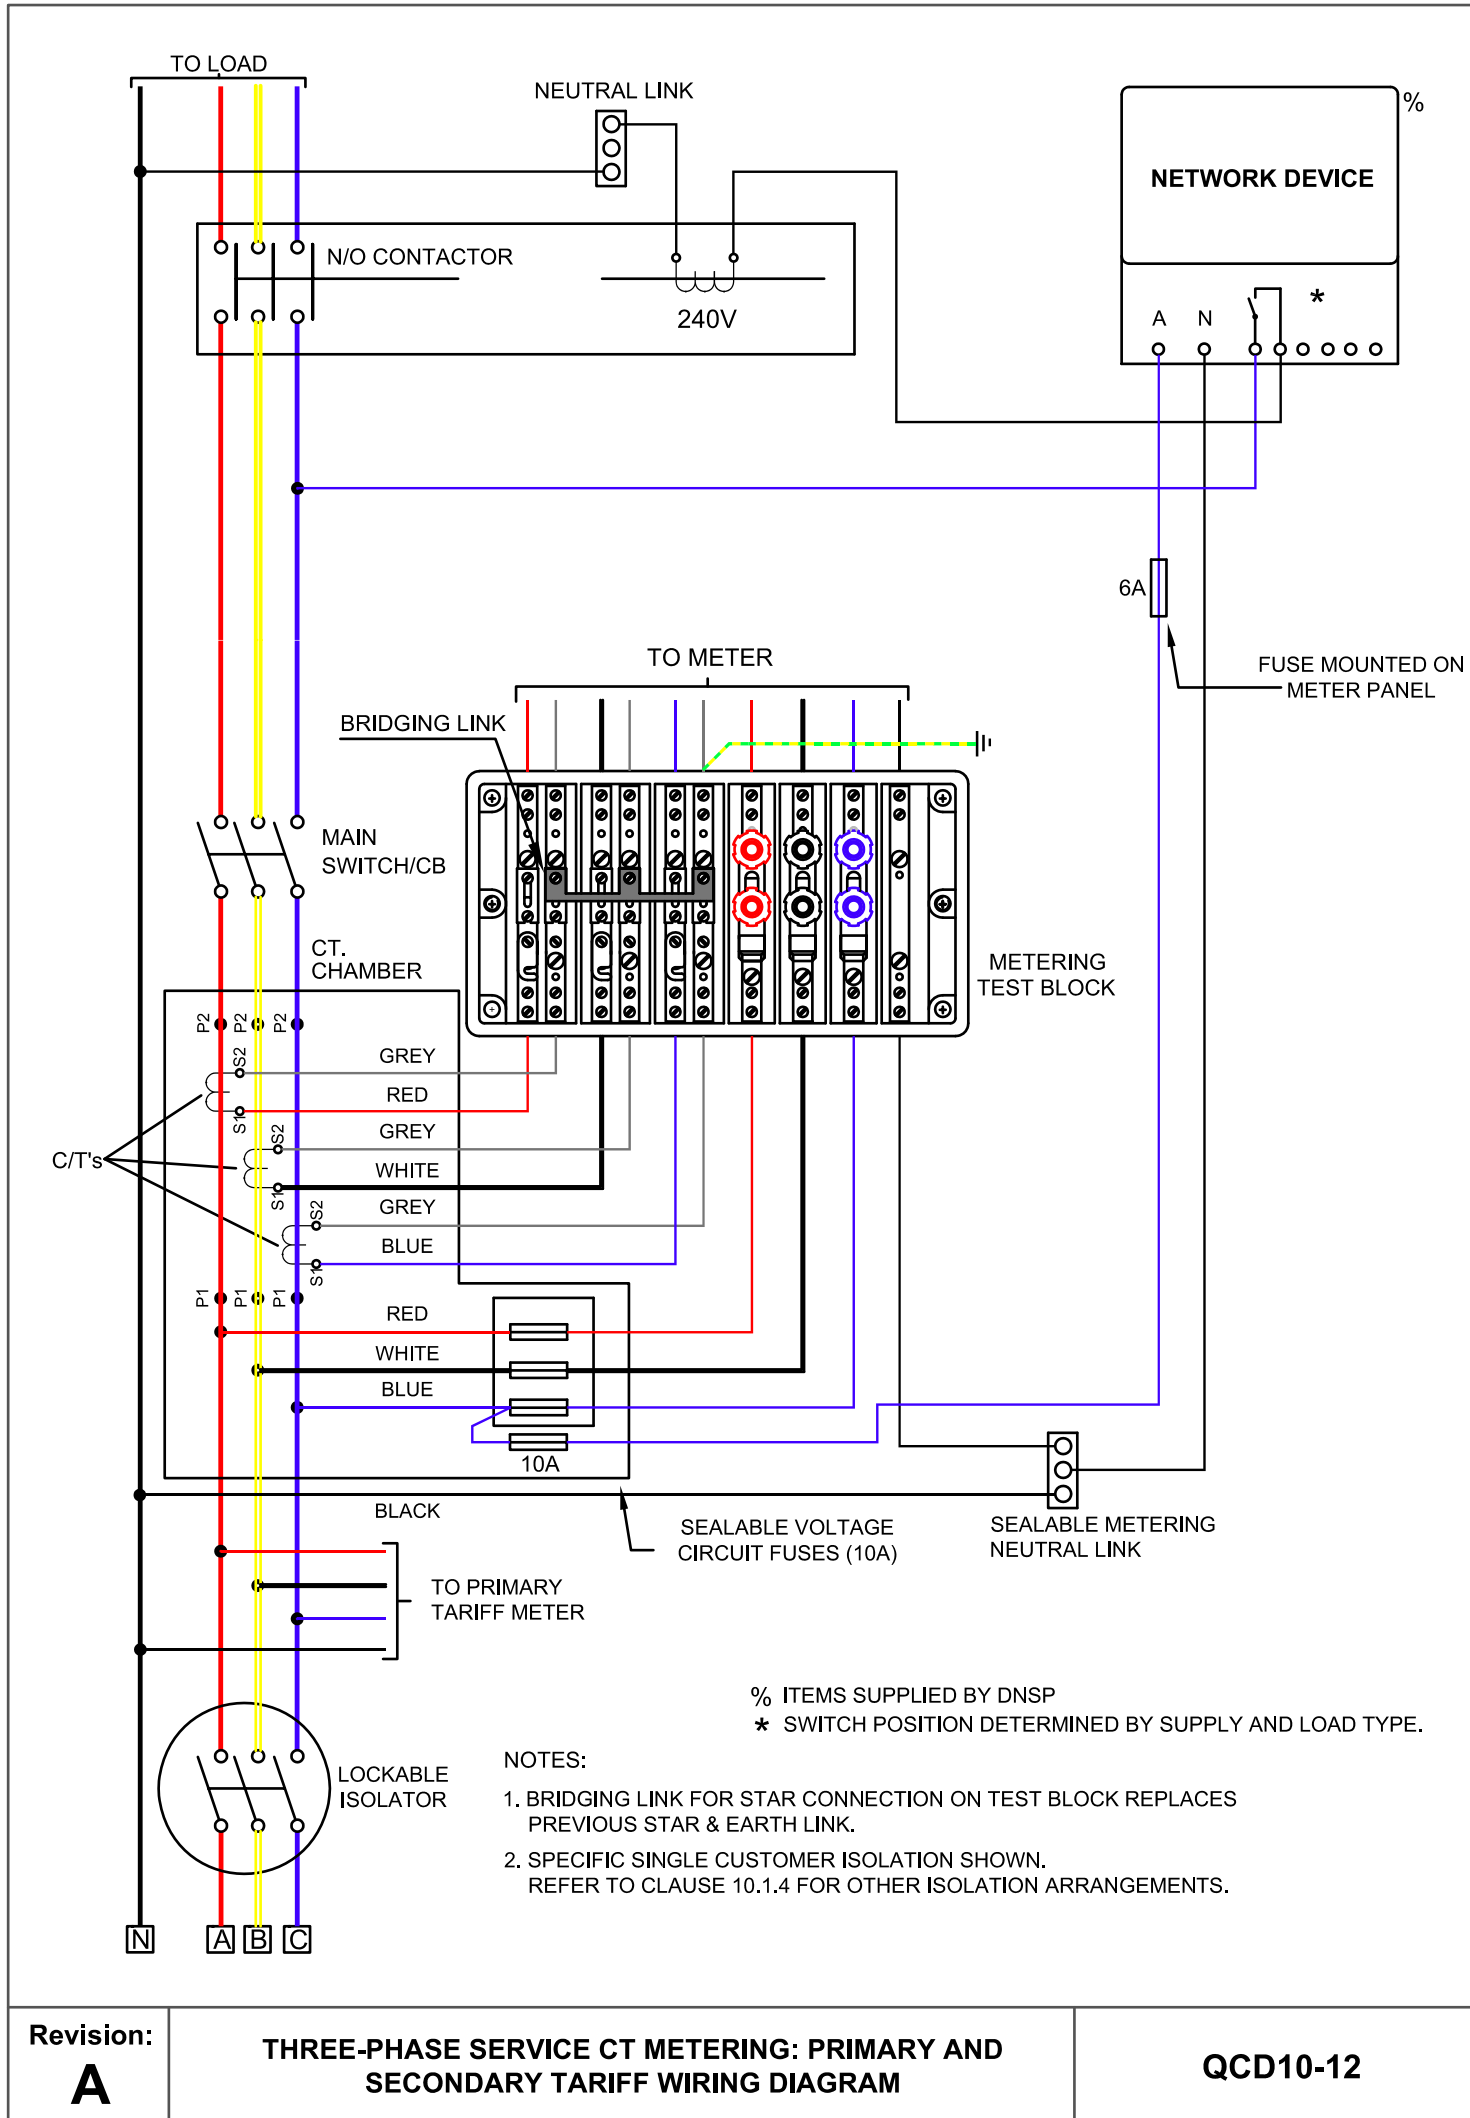 TO LOAD
NEUTRAL LINK
%
NETWORK DEVICE
N/O CONTACTOR
240V
A N *
6A
FUSE MOUNTED ON
METER PANEL
TO METER
BRIDGING LINK
MAIN
SWITCH/CB
CT.
CHAMBER
METERING
TEST BLOCK
P2 P2 P2
S2
GREY
RED
S1
S2
GREY
C/T's
WHITE
S1
S2
GREY
BLUE
S1
P1 P1 P1
RED
WHITE
BLUE
10A
BLACK
SEALABLE VOLTAGE
CIRCUIT FUSES (10A)
SEALABLE METERING
NEUTRAL LINK
TO PRIMARY
TARIFF METER
% ITEMS SUPPLIED BY DNSP
* SWITCH POSITION DETERMINED BY SUPPLY AND LOAD TYPE.
LOCKABLE
ISOLATOR
NOTES:
1. BRIDGING LINK FOR STAR CONNECTION ON TEST BLOCK REPLACES
PREVIOUS STAR & EARTH LINK.
2. SPECIFIC SINGLE CUSTOMER ISOLATION SHOWN.
REFER TO CLAUSE 10.1.4 FOR OTHER ISOLATION ARRANGEMENTS.
N A B C
Revision:
A
THREE-PHASE SERVICE CT METERING: PRIMARY AND
SECONDARY TARIFF WIRING DIAGRAM
QCD10-12